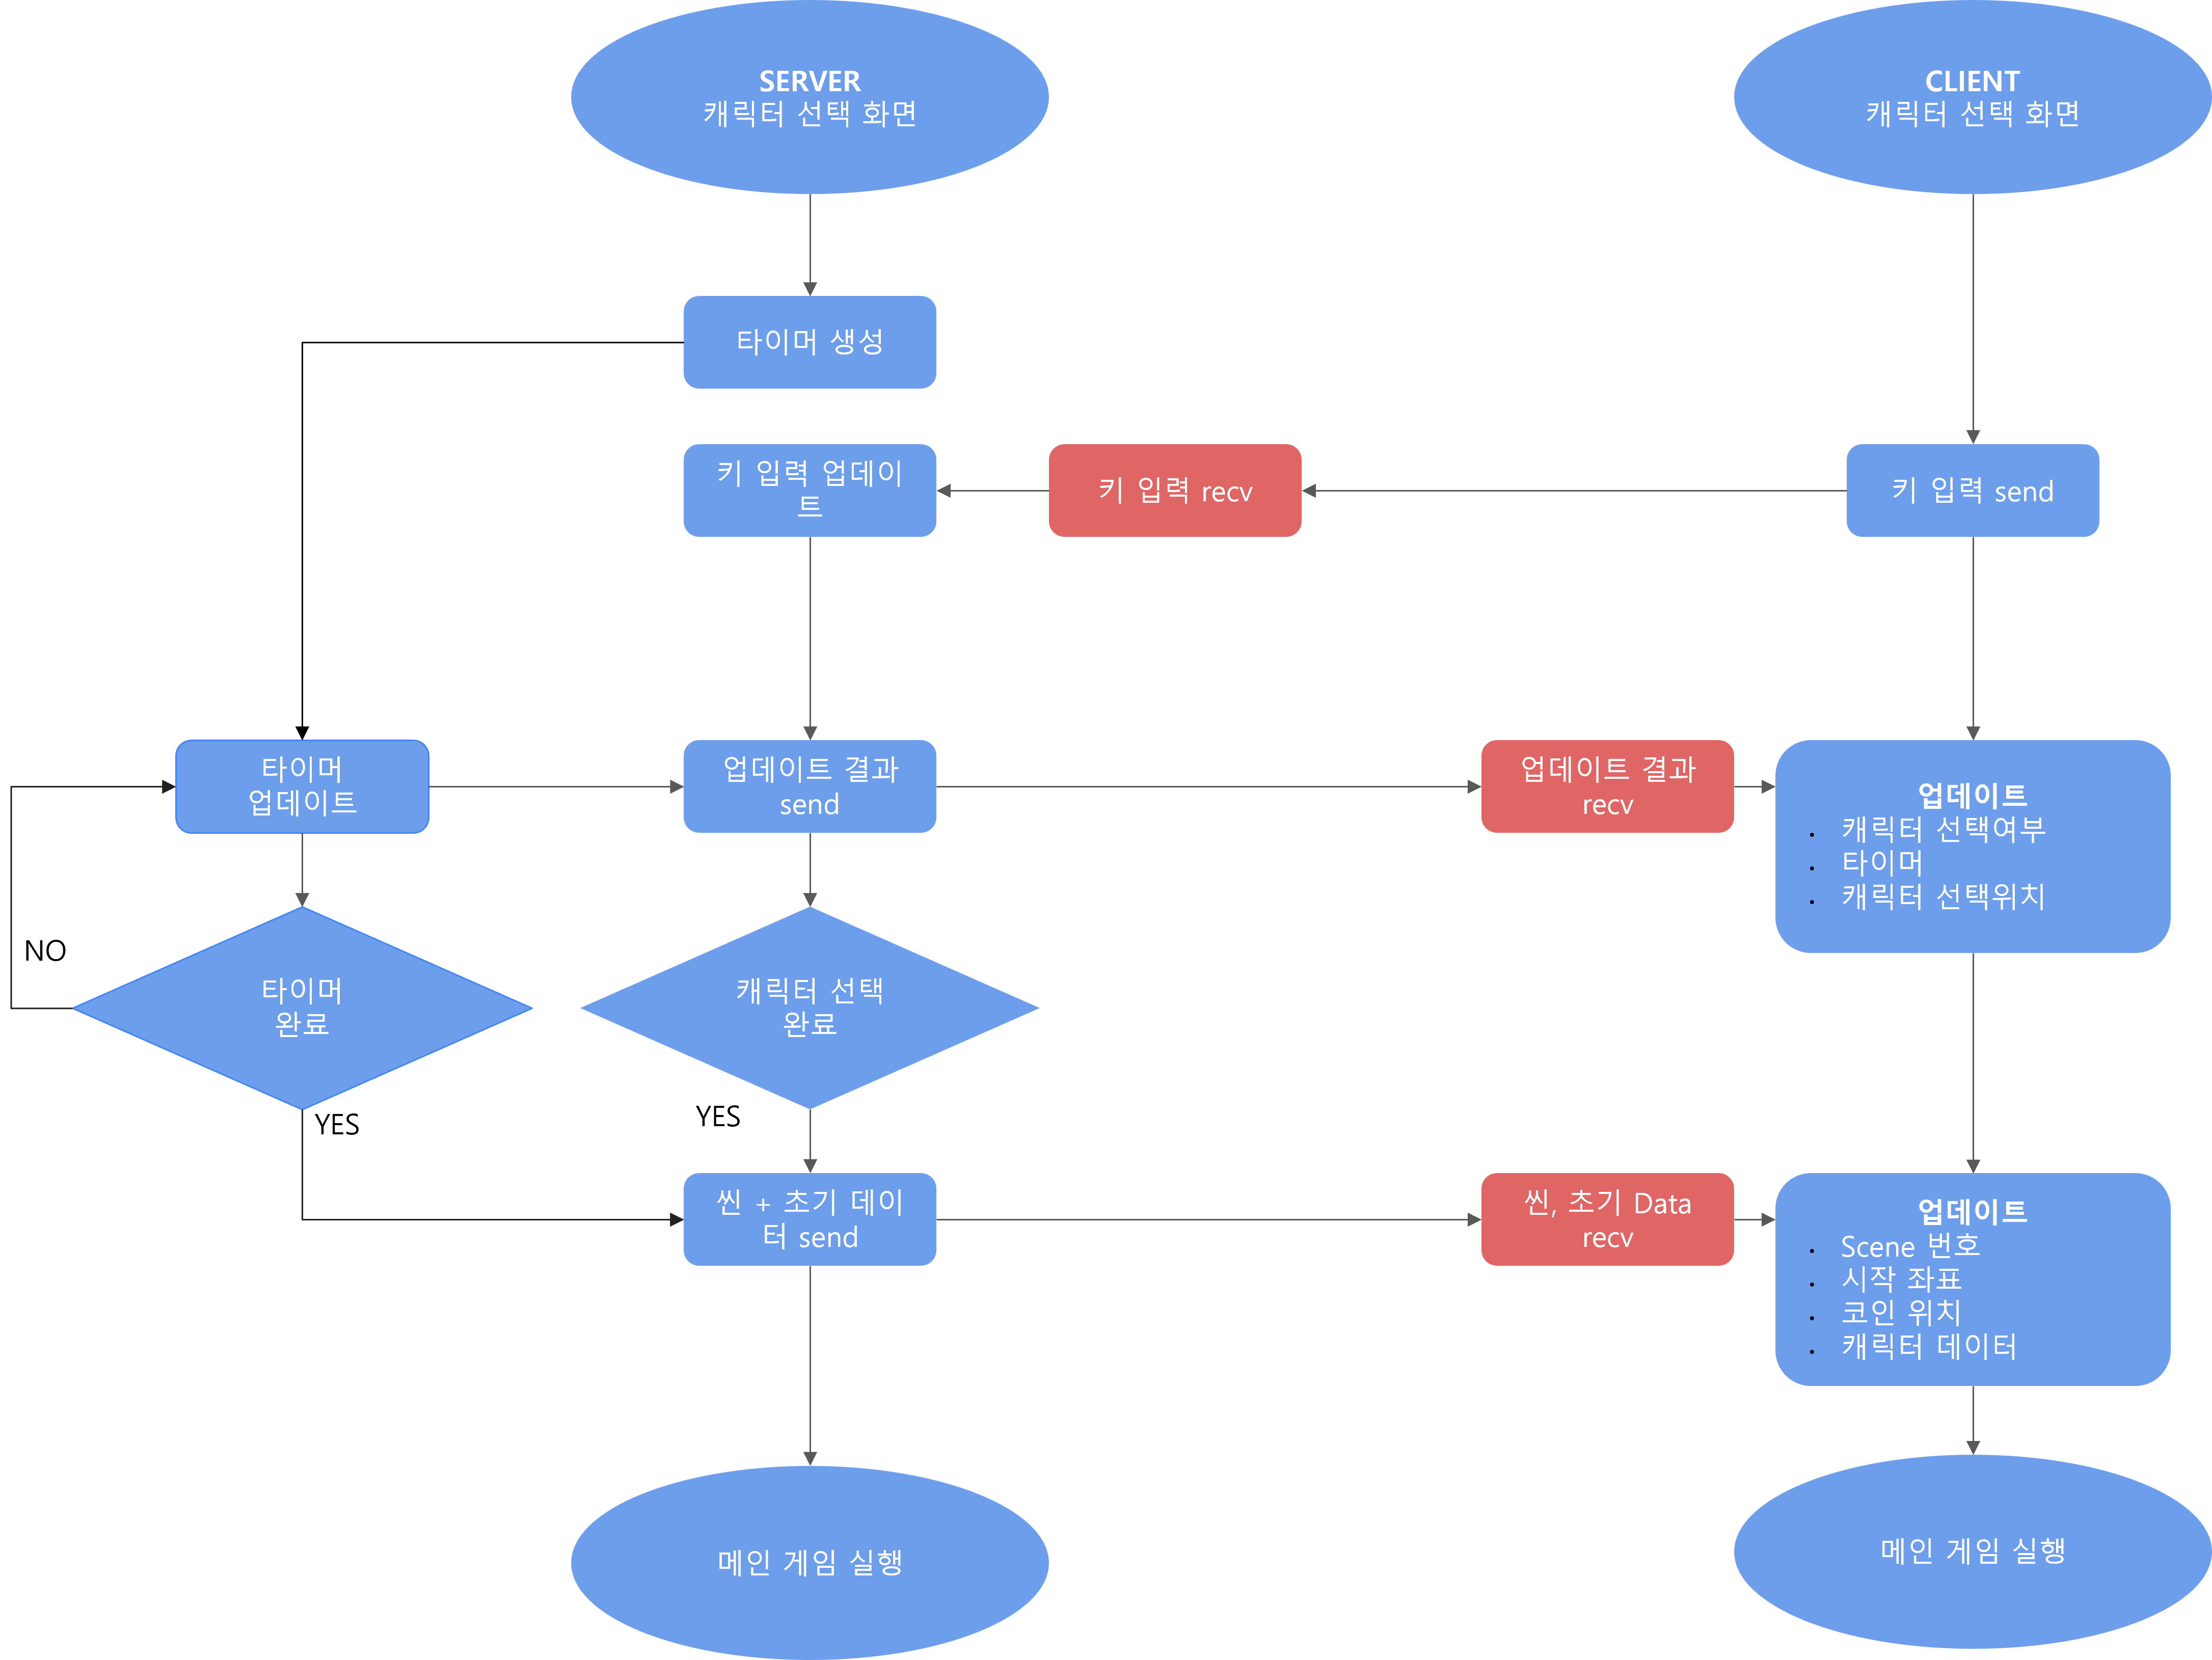 SERVER
캐릭터 선택 화면
CLIENT
캐릭터 선택 화면
타이머 생성
키 입력 업데이
트
키 입력 recv
키 입력 send
타이머
업데이트
업데이트 결과
send
업데이트 결과
recv
업데이트
• 캐릭터 선택여부
• 타이머
• 캐릭터 선택위치
NO
타이머
완료
캐릭터 선택
완료
YES
YES
씬 + 초기 데이
터 send
씬, 초기 Data
recv
업데이트
• Scene 번호
• 시작 좌표
• 코인 위치
• 캐릭터 데이터
메인 게임 실행
메인 게임 실행